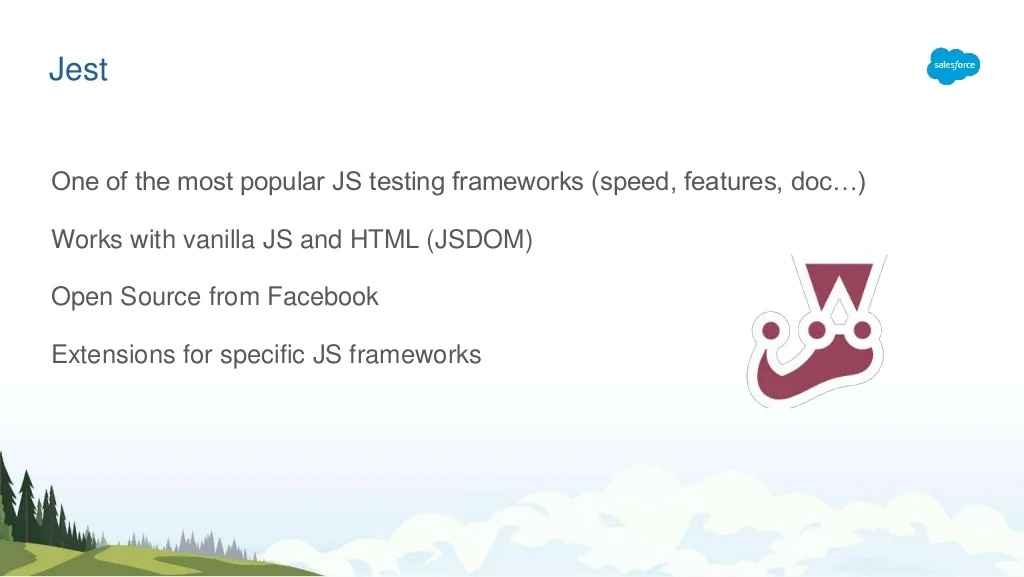 Jest
salesforce
One of the most popular JS testing frameworks (speed, features, doc…)
Works with vanilla JS and HTML (JSDOM)
Open Source from Facebook
Extensions for specific JS frameworks